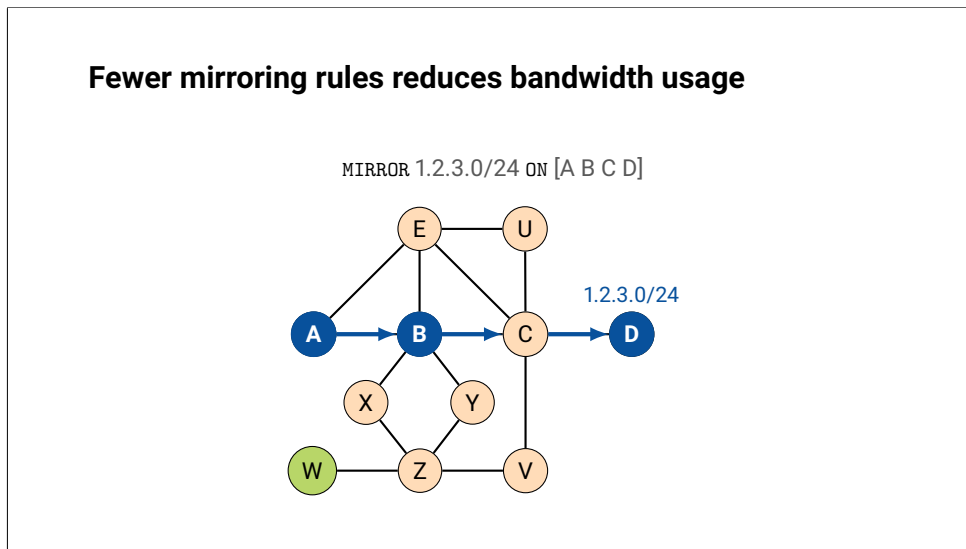 Fewer mirroring rules reduces bandwidth usage
MIRROR 1.2.3.0/24 ON [A B C D]
E U
1.2.3.0/24
A B C D
X Y
W Z V